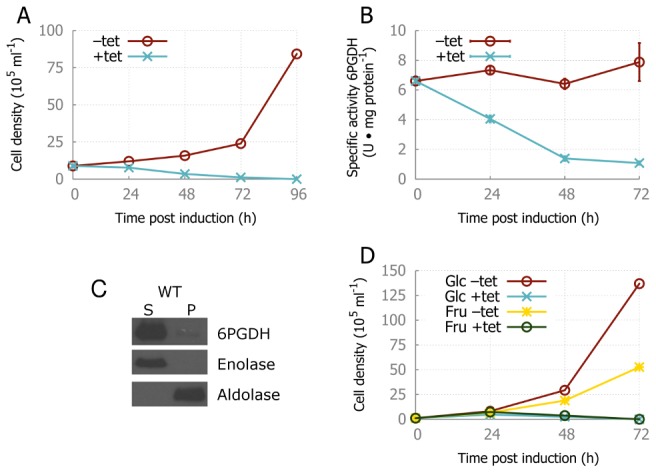 A
Cell density (10⁵ ml⁻¹)
100
75
50
25
0
–tet
+tet
0 24 48 72 96
Time post induction (h)
B
Specific activity 6PGDH
(U • mg protein⁻¹)
10
8
6
4
2
0
–tet
+tet
0 24 48 72
Time post induction (h)
C
WT
S P
6PGDH
Enolase
Aldolase
D
Cell density (10⁵ ml⁻¹)
150
125
100
75
50
25
0
Glc –tet
Glc +tet
Fru –tet
Fru +tet
0 24 48 72
Time post induction (h)